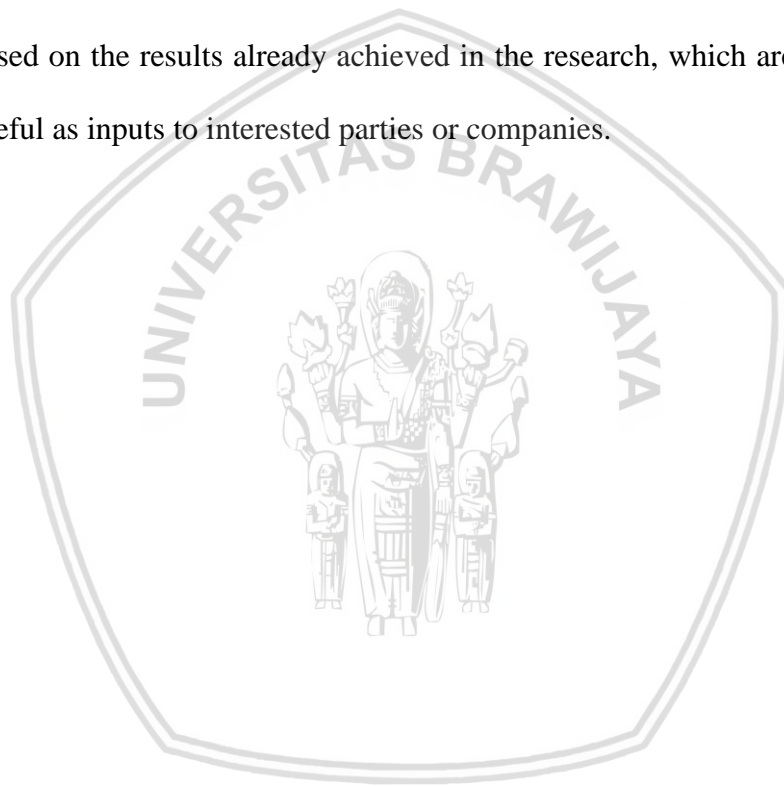 sed on the results already achieved in the research, which are
eful as inputs to interested parties or companies.
UNIVERSITAS BRAWIJAYA